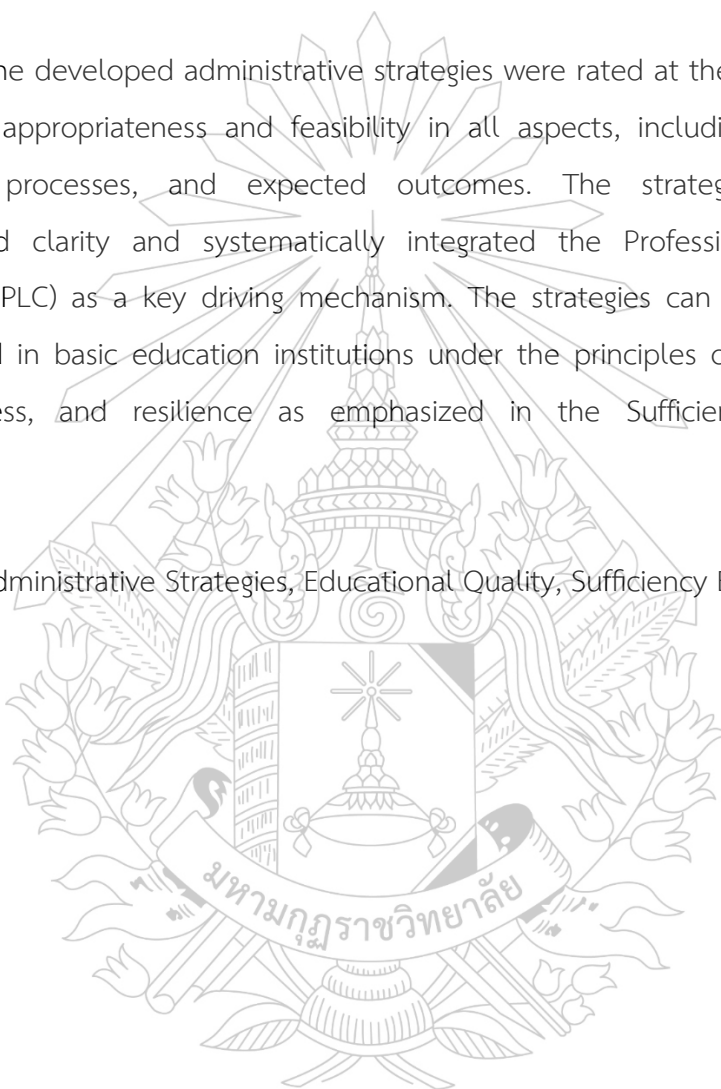 ne developed administrative strategies were rated at the
appropriateness and feasibility in all aspects, includi
processes, and expected outcomes. The strateg
d clarity and systematically integrated the Professi
PLC) as a key driving mechanism. The strategies can
d in basic education institutions under the principles o
ess, and resilience as emphasized in the Sufficien
dministrative Strategies, Educational Quality, Sufficiency E
มหามกุฏราชวิทยาลัย